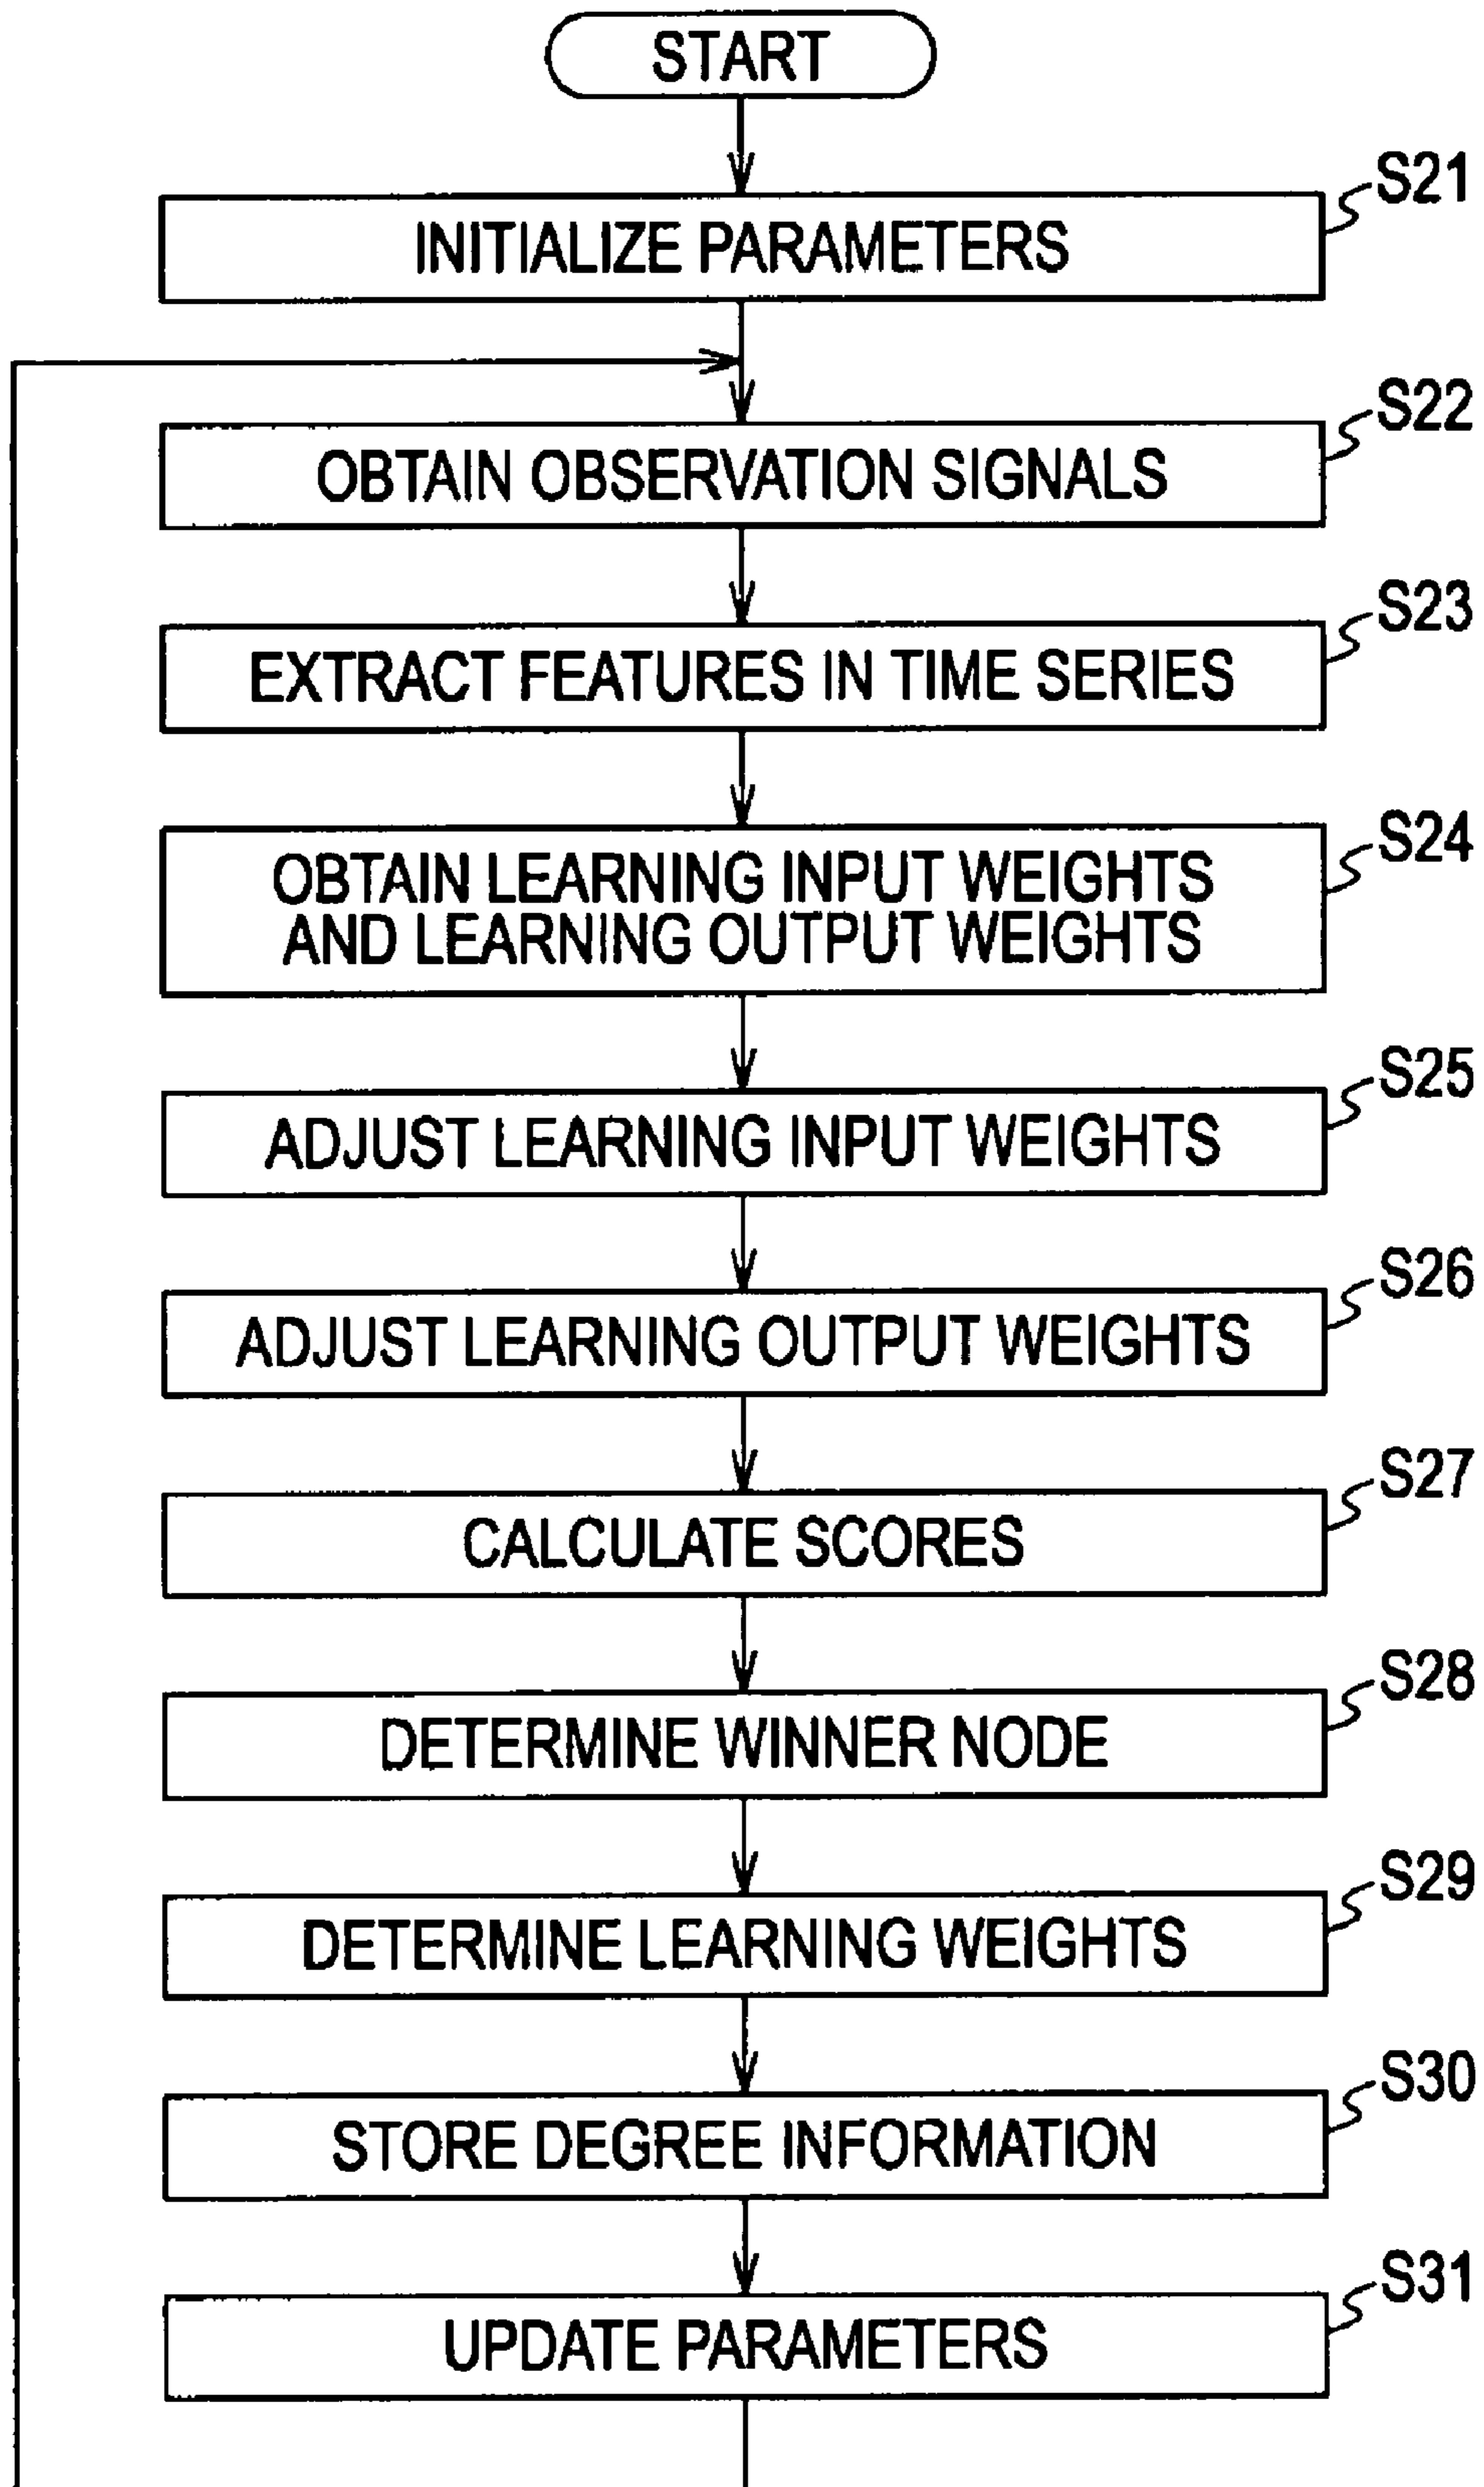 START
S21
INITIALIZE PARAMETERS
S22
OBTAIN OBSERVATION SIGNALS
S23
EXTRACT FEATURES IN TIME SERIES
S24
OBTAIN LEARNING INPUT WEIGHTS
AND LEARNING OUTPUT WEIGHTS
S25
ADJUST LEARNING INPUT WEIGHTS
S26
ADJUST LEARNING OUTPUT WEIGHTS
S27
CALCULATE SCORES
S28
DETERMINE WINNER NODE
S29
DETERMINE LEARNING WEIGHTS
S30
STORE DEGREE INFORMATION
S31
UPDATE PARAMETERS